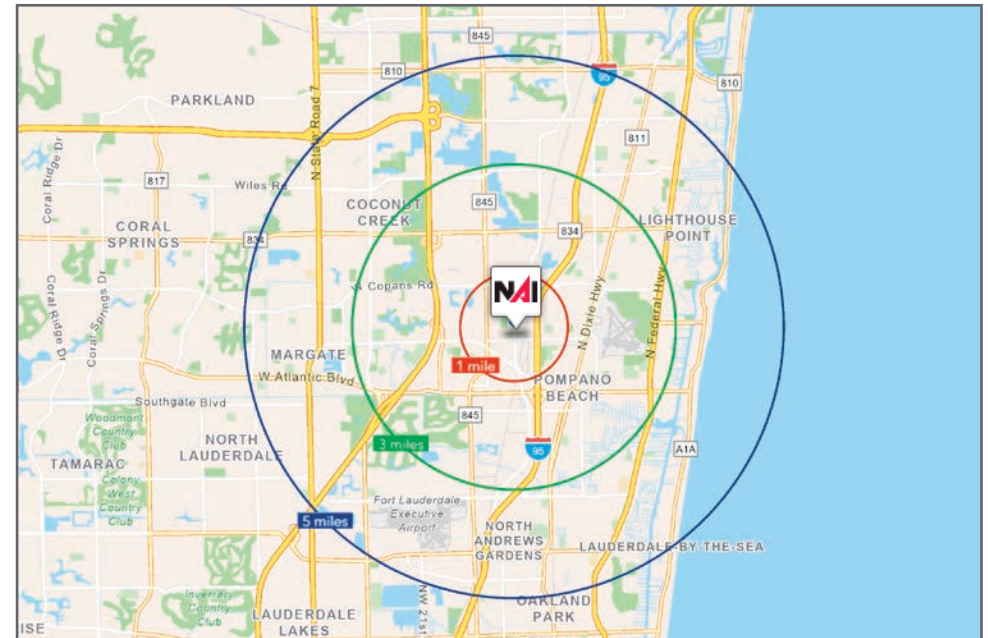 845
95
810
810
PARKLAND
N State Road 7
811
Coral Ridge Dr
817
Wiles Rd
COCONUT
CREEK
845
LIGHTHOUSE
POINT
CORAL
SPRINGS
834
834
NAI
W Copans Rd
N Dixie Hwy
N Federal Hwy
Coral Ridge Dr
Coral Springs Dr
MARGATE
1 mile
W Atlantic Blvd
POMPANO
BEACH
Southgate Blvd
845
Woodmont
Country
Club
NORTH
LAUDERDALE
3 miles
95
A1A
TAMARAC
Colony
West
Country
Club
5 miles
Fort Lauderdale
Executive
Airport
NORTH
ANDREWS
GARDENS
LAUDERDALE-BY-THE-SEA
Inverrary
Country
Club
OAKLAND
PARK
LAUDERDALE
LAKES
NW 21st
ISE